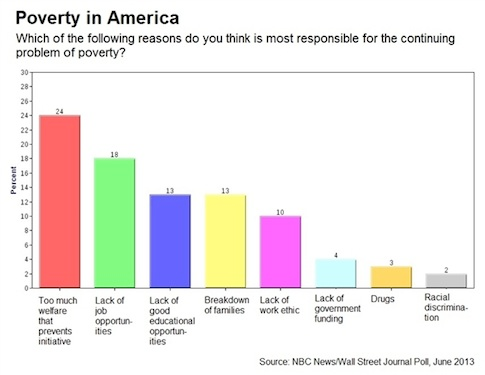 Poverty in America
Which of the following reasons do you think is most responsible for the continuing
problem of poverty?
Percent
30
28
26
24
22
20
18
16
14
12
10
8
6
4
2
0
24
18
13
13
10
4
3
2
Too much
welfare
that
prevents
initiative
Lack of
job
opportun-
ities
Lack of
good
educational
opportun-
ities
Breakdown
of families
Lack of
work ethic
Lack of
government
funding
Drugs
Racial
discrimina-
tion
Source: NBC News/Wall Street Journal Poll, June 2013